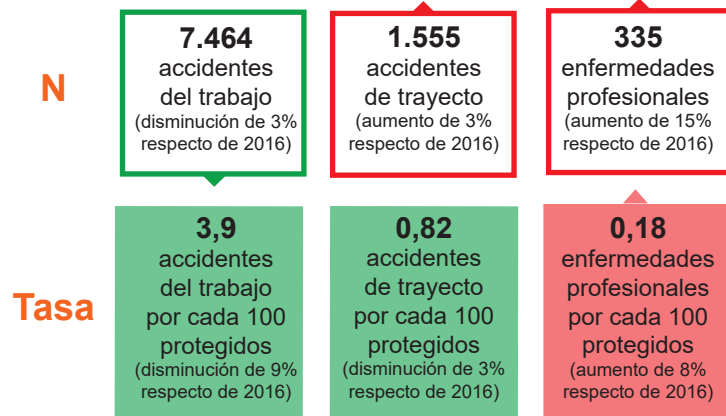 N
7.464
accidentes
del trabajo
(disminución de 3%
respecto de 2016)
1.555
accidentes
de trayecto
(aumento de 3%
respecto de 2016)
335
enfermedades
profesionales
(aumento de 15%
respecto de 2016)
Tasa
3,9
accidentes
del trabajo
por cada 100
protegidos
(disminución de 9%
respecto de 2016)
0,82
accidentes
de trayecto
por cada 100
protegidos
(disminución de 3%
respecto de 2016)
0,18
enfermedades
profesionales
por cada 100
protegidos
(aumento de 8%
respecto de 2016)